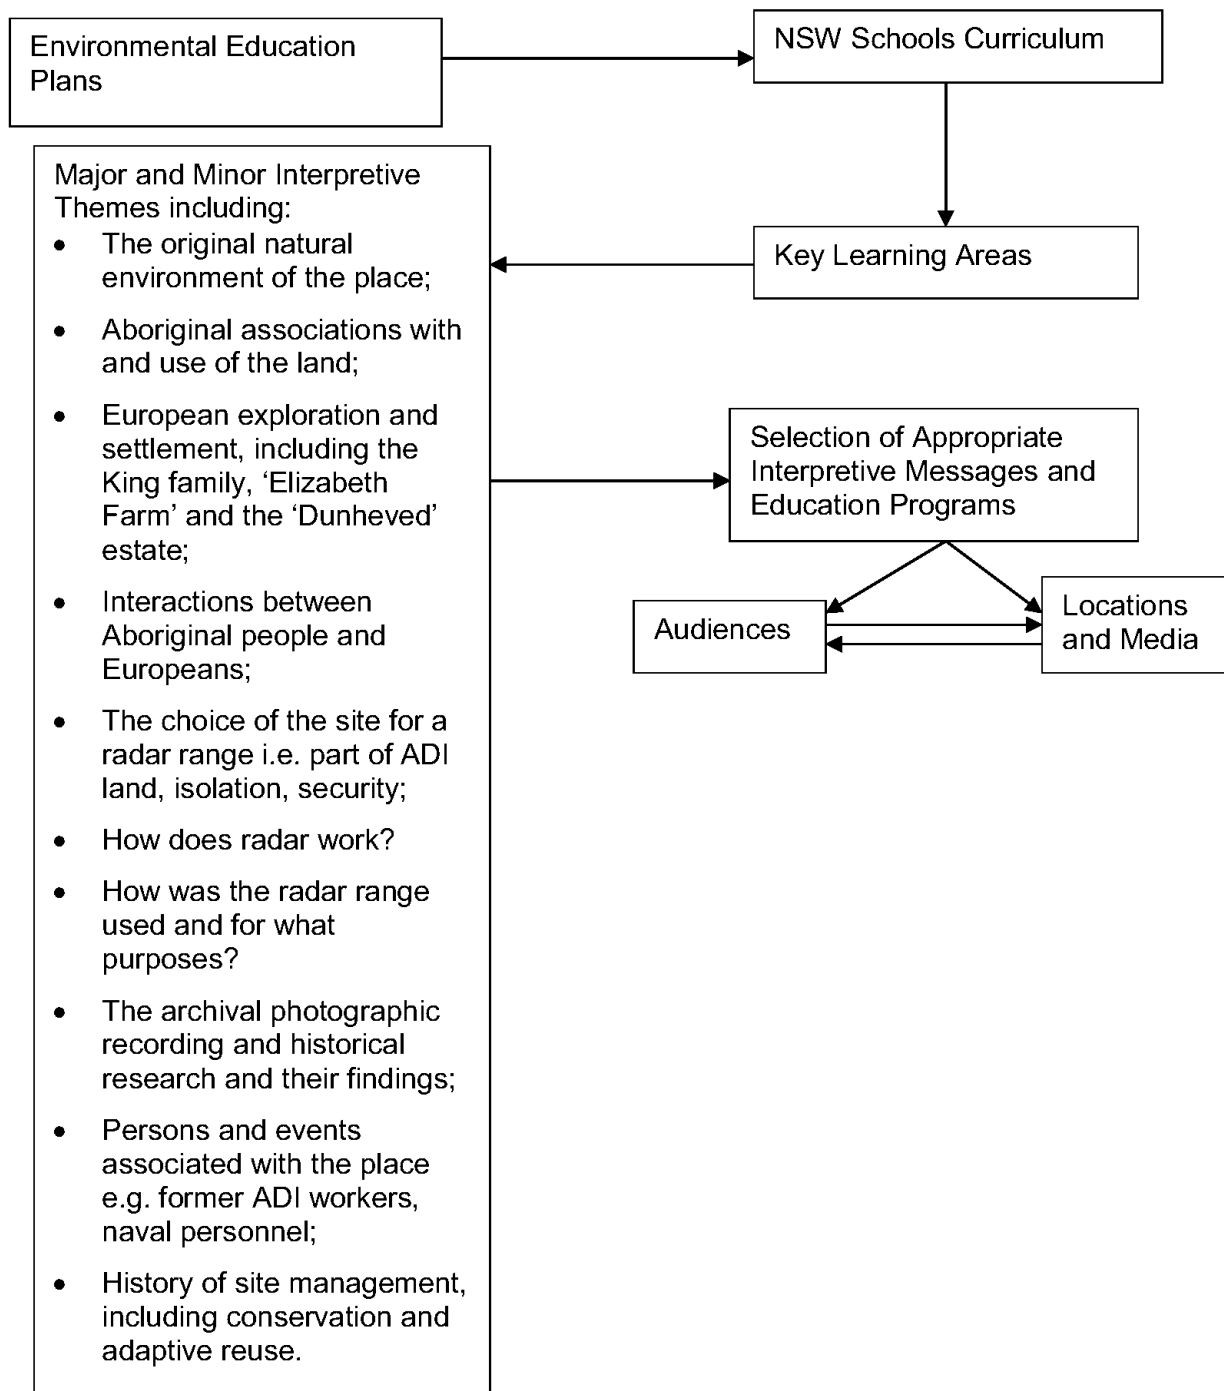 Environmental Education
Plans
NSW Schools Curriculum
Major and Minor Interpretive
Themes including:
• The original natural
environment of the place;
• Aboriginal associations with
and use of the land;
• European exploration and
settlement, including the
King family, ‘Elizabeth
Farm’ and the ‘Dunheved’
estate;
• Interactions between
Aboriginal people and
Europeans;
• The choice of the site for a
radar range i.e. part of ADI
land, isolation, security;
• How does radar work?
• How was the radar range
used and for what
purposes?
• The archival photographic
recording and historical
research and their findings;
• Persons and events
associated with the place
e.g. former ADI workers,
naval personnel;
• History of site management,
including conservation and
adaptive reuse.
Key Learning Areas
Selection of Appropriate
Interpretive Messages and
Education Programs
Audiences
Locations
and Media